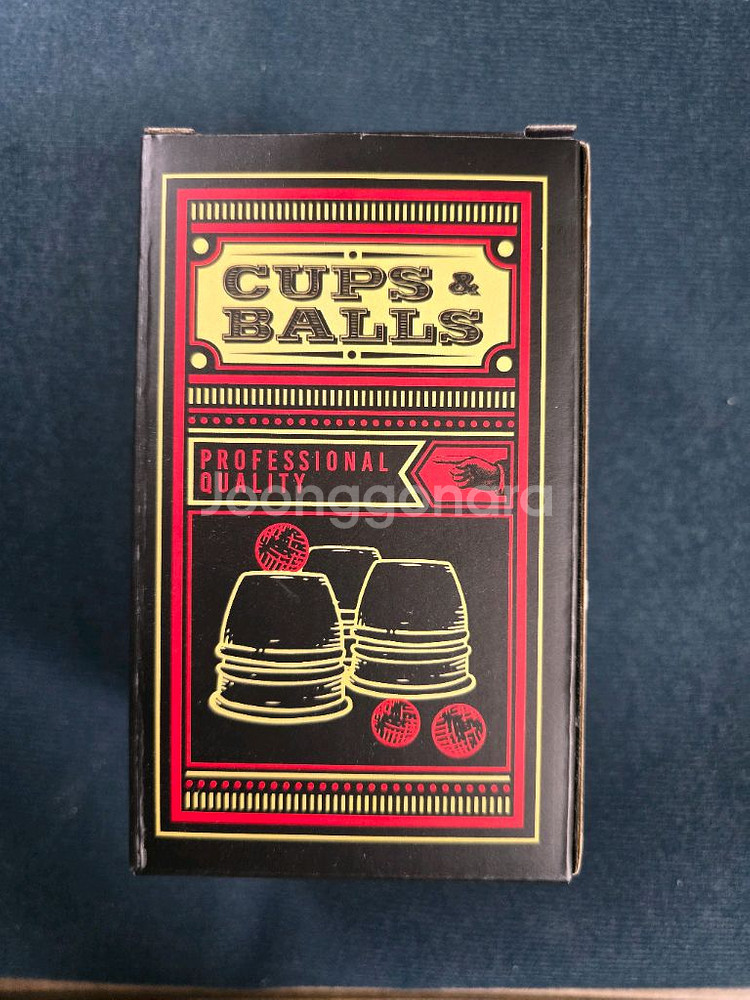 CUPS &
BALLS
PROFESSIONAL
QUALITY
Joonggonara